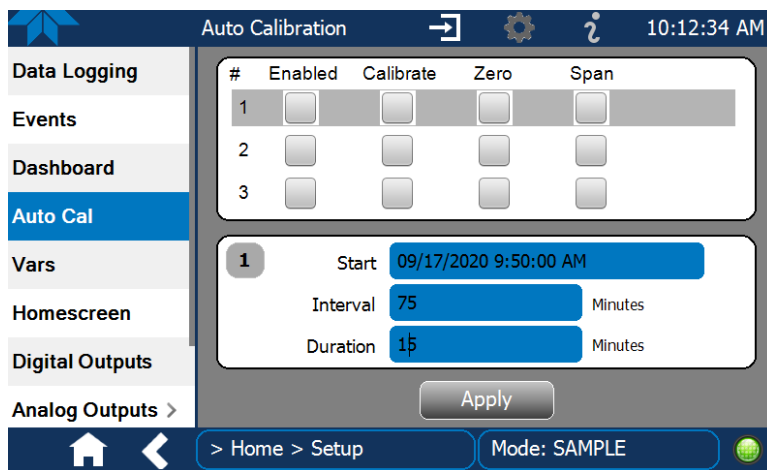 Auto Calibration 10:12:34 AM
Data Logging
Events
Dashboard
Auto Cal
Vars
Homescreen
Digital Outputs
Analog Outputs >
# Enabled Calibrate Zero Span
1
2
3
1 Start 09/17/2020 9:50:00 AM
Interval 75 Minutes
Duration 15 Minutes
Apply
> Home > Setup Mode: SAMPLE